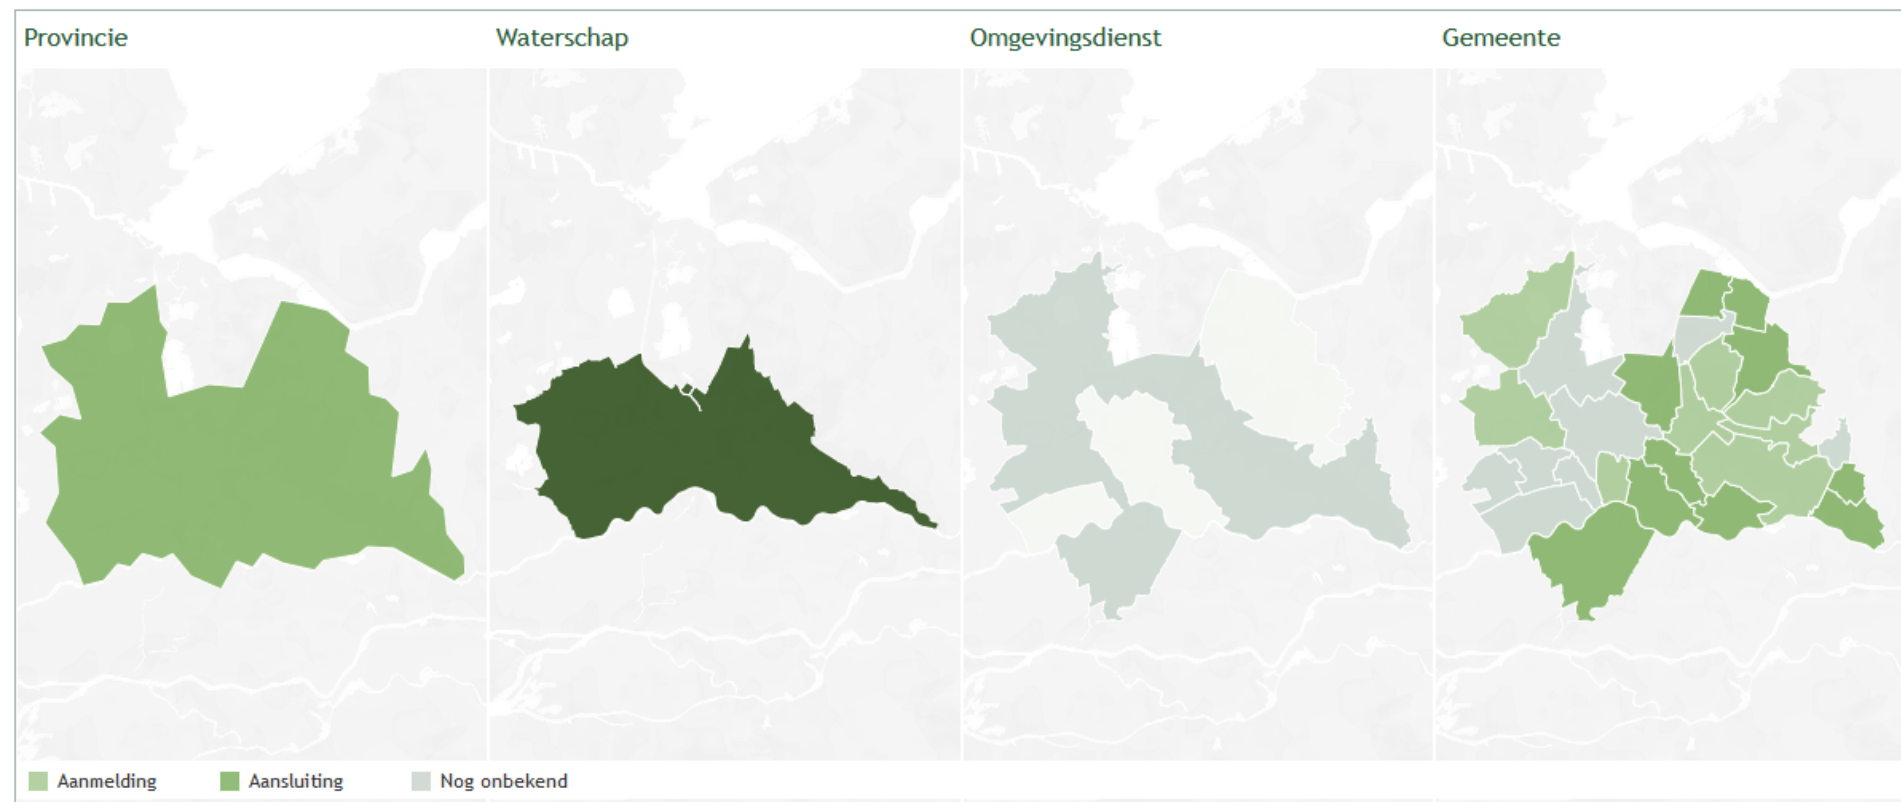 Provincie
Waterschap
Omgevingsdienst
Gemeente
Aanmelding
Aansluiting
Nog onbekend